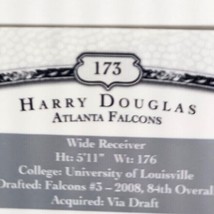 173
HARRY DOUGLAS
ATLANTA FALCONS
Wide Receiver
Ht: 5'11" Wt: 176
College: University of Louisville
Drafted: Falcons #3 – 2008, 84th Overal
Acquired: Via Draft